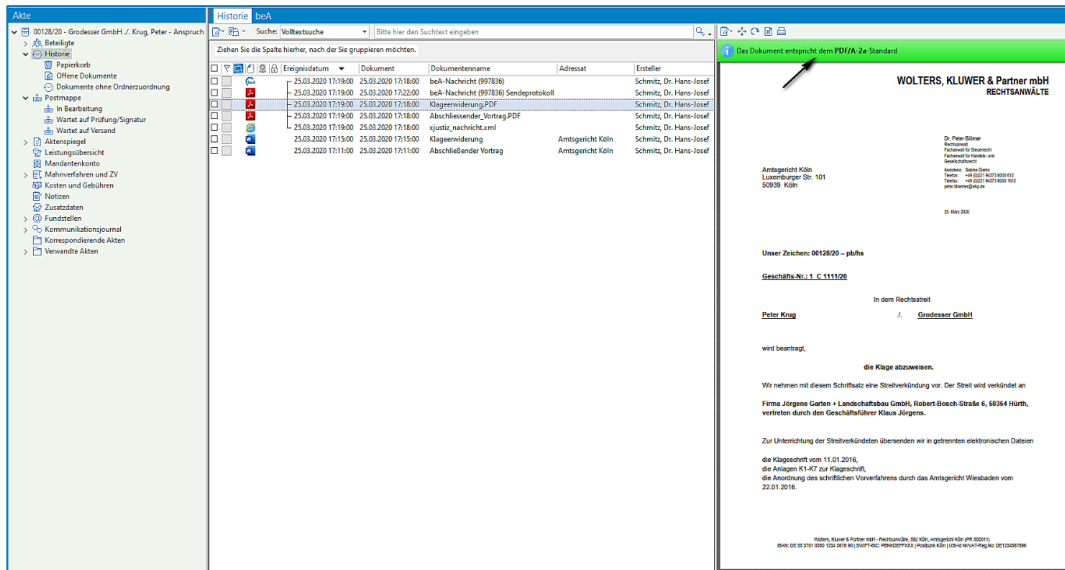 Akte
00128/20 - Grodesser GmbH ./. Krug, Peter - Anspruch
Beteiligte
Historie
Papierkorb
Offene Dokumente
Dokumente ohne Ordnerzuordnung
Postmappe
In Bearbeitung
Wartet auf Prüfung/Signatur
Wartet auf Versand
Aktenspiegel
Leistungsübersicht
Mandantenkonto
Mahnverfahren und ZV
Kosten und Gebühren
Notizen
Zusatzdaten
Fundstellen
Kommunikationsjournal
Korrespondierende Akten
Verwandte Akten
Historie beA
Suche: Volltextsuche Bitte hier den Suchtext eingeben
Ziehen Sie die Spalte hierher, nach der Sie gruppieren möchten.
Ereignisdatum Dokument Dokumentenname Adressat Ersteller
25.03.2020 17:19:00 25.03.2020 17:18:00 beA-Nachricht (997836) Schmitz, Dr. Hans-Josef
25.03.2020 17:19:00 25.03.2020 17:22:00 beA-Nachricht (997836) Sendeprotokoll Schmitz, Dr. Hans-Josef
25.03.2020 17:19:00 25.03.2020 17:18:00 Klageerwiderung.PDF Schmitz, Dr. Hans-Josef
25.03.2020 17:19:00 25.03.2020 17:18:00 Abschliessender_Vortrag.PDF Schmitz, Dr. Hans-Josef
25.03.2020 17:19:00 25.03.2020 17:18:00 xjustiz_nachricht.xml Schmitz, Dr. Hans-Josef
25.03.2020 17:15:00 25.03.2020 17:15:00 Klageerwiderung Amtsgericht Köln Schmitz, Dr. Hans-Josef
25.03.2020 17:11:00 25.03.2020 17:11:00 Abschließender Vortrag Amtsgericht Köln Schmitz, Dr. Hans-Josef
Das Dokument entspricht dem PDF/A-2a-Standard
WOLTERS, KLUWER & Partner mbH
RECHTSANWÄLTE
Dr. Peter Blömer
Rechtsanwalt
Fachanwalt für Steuerrecht
Fachanwalt für Handels- und
Gesellschaftsrecht
Amtsgericht Köln
Luxemburger Str. 101
50939 Köln
25. März 2020
Unser Zeichen: 00128/20 – pb/hs
Geschäfts-Nr.: 1 C 1111/20
In dem Rechtsstreit
Peter Krug ./. Grodesser GmbH
wird beantragt,
die Klage abzuweisen.
Wir nehmen mit diesem Schriftsatz eine Streitverkündung vor. Der Streit wird verkündet an
Firma Jörgens Garten + Landschaftsbau GmbH, Robert-Bosch-Straße 6, 50354 Hürth,
vertreten durch den Geschäftsführer Klaus Jörgens.
Zur Unterrichtung der Streitverkündeten übersenden wir in getrennten elektronischen Dateien
die Klageschrift vom 11.01.2016,
die Anlagen K1-K7 zur Klageschrift,
die Anordnung des schriftlichen Vorverfahrens durch das Amtsgericht Wiesbaden vom
22.01.2016.